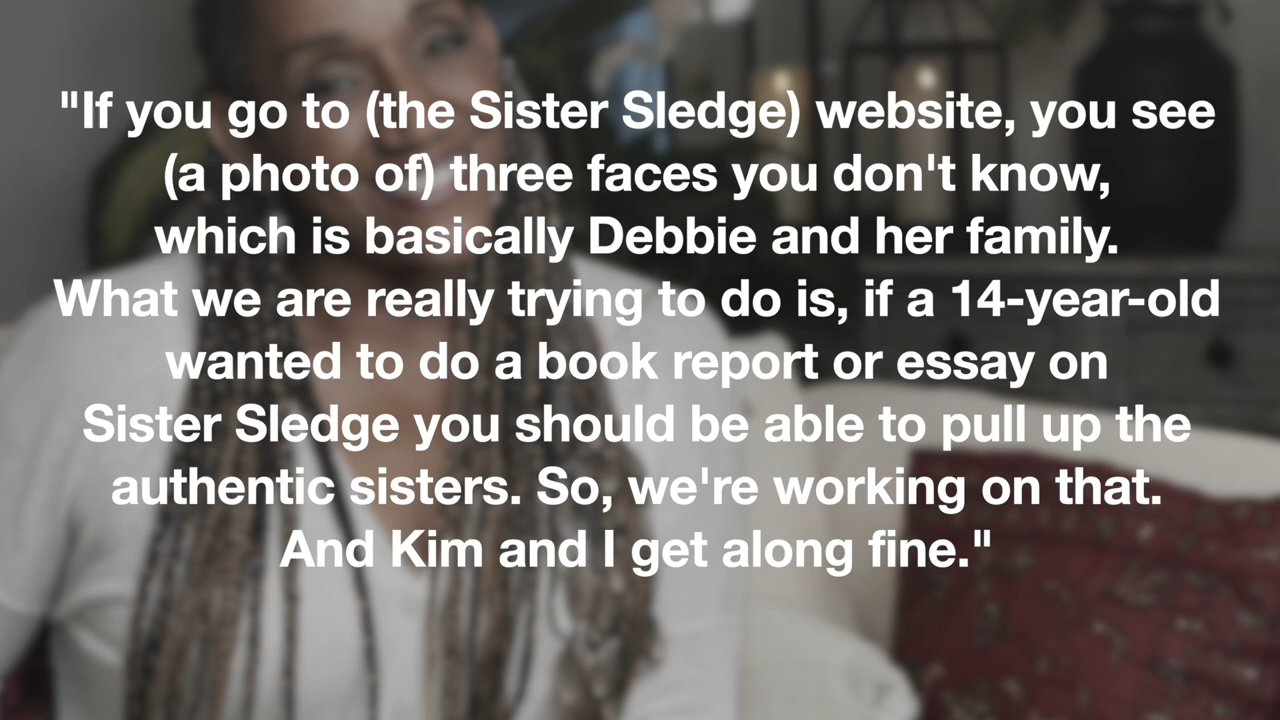 "If you go to (the Sister Sledge) website, you see
(a photo of) three faces you don't know,
which is basically Debbie and her family.
What we are really trying to do is, if a 14-year-old
wanted to do a book report or essay on
Sister Sledge you should be able to pull up the
authentic sisters. So, we're working on that.
And Kim and I get along fine."